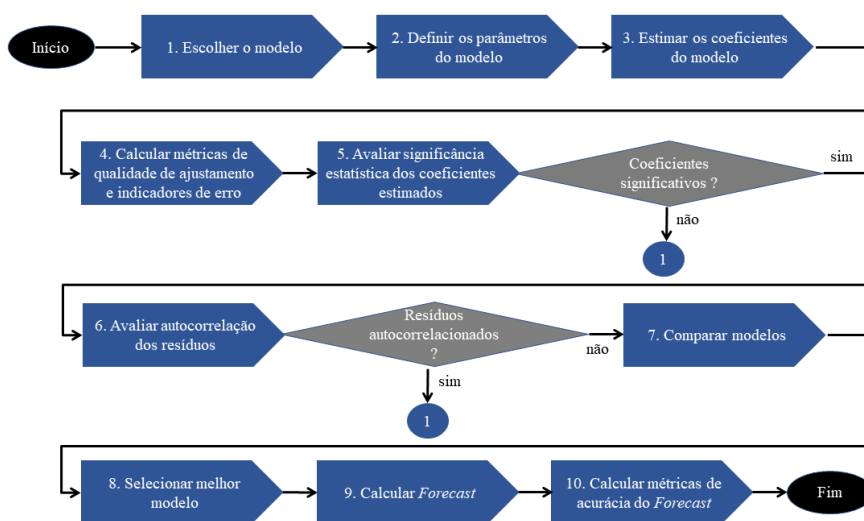 Início
1. Escolher o modelo
2. Definir os parâmetros
do modelo
3. Estimar os coeficientes
do modelo
4. Calcular métricas de
qualidade de ajustamento
e indicadores de erro
5. Avaliar significância
estatística dos coeficientes
estimados
Coeficientes
significativos ?
sim
não
1
6. Avaliar autocorrelação
dos resíduos
Resíduos
autocorrelacionados
?
não
sim
1
7. Comparar modelos
8. Selecionar melhor
modelo
9. Calcular Forecast
10. Calcular métricas de
acurácia do Forecast
Fim